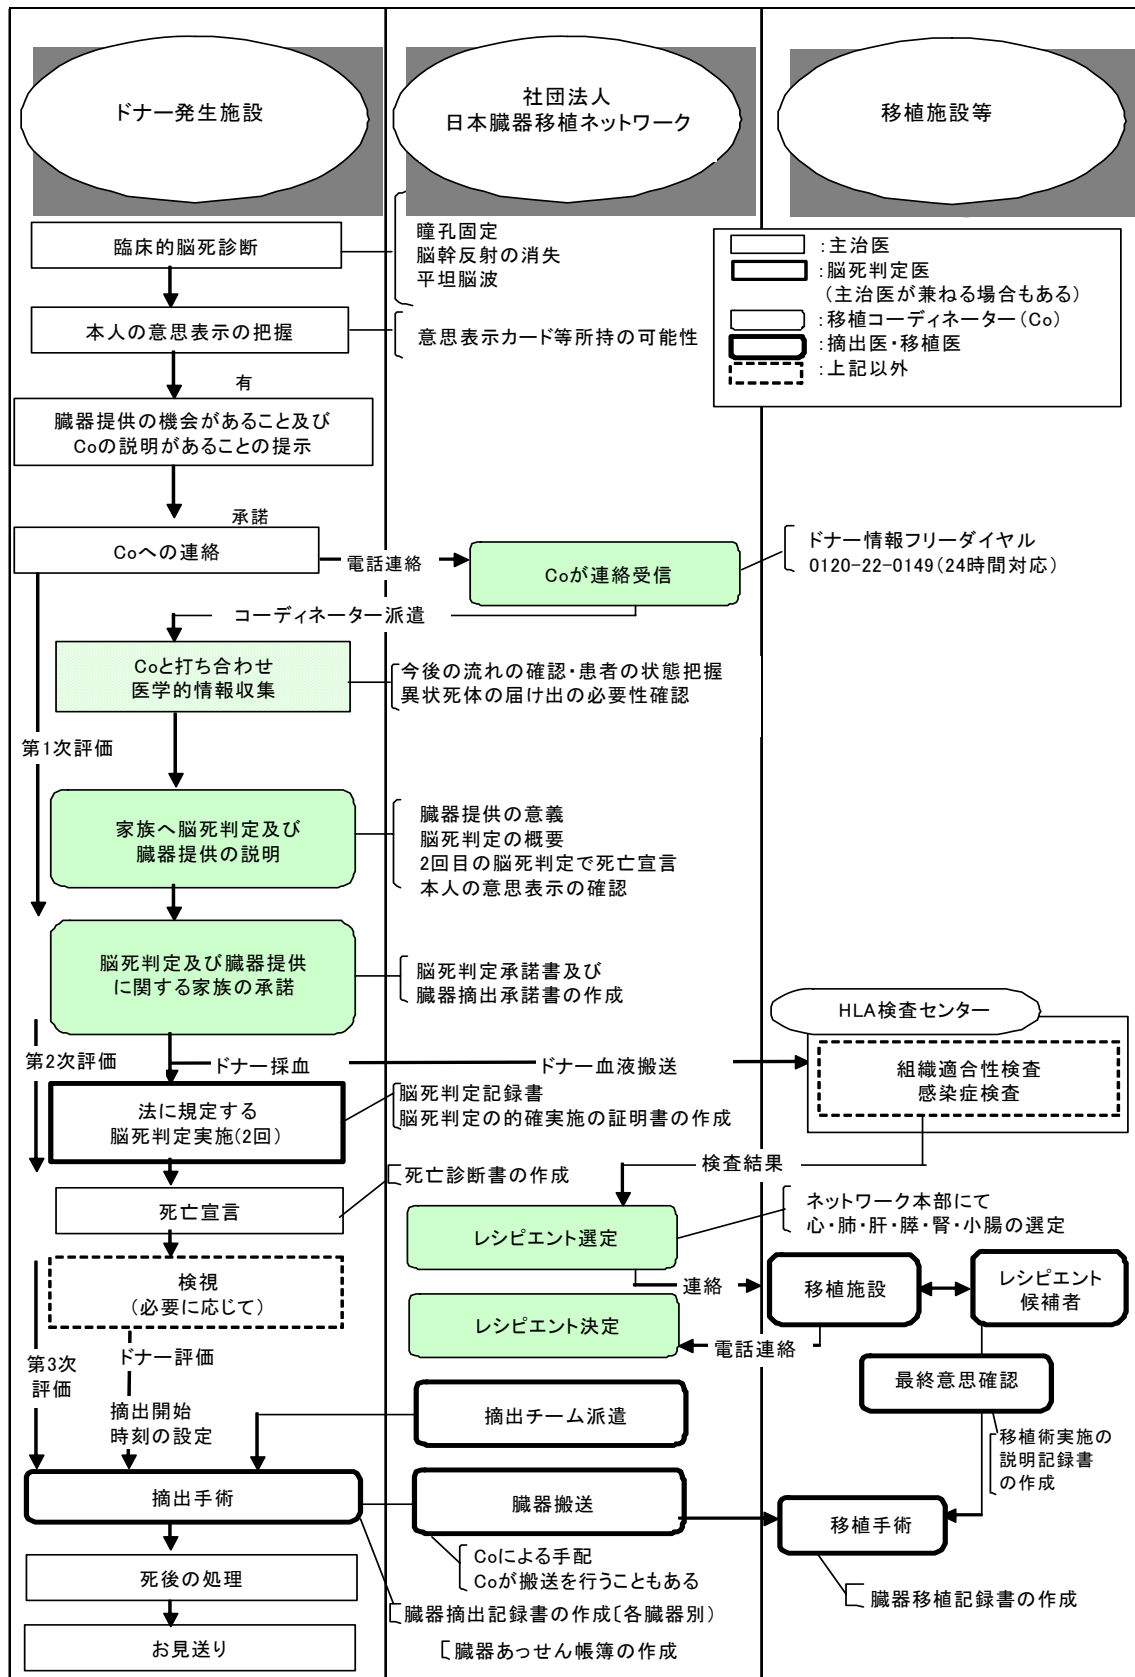 ドナー発生施設
社団法人
日本臓器移植ネットワーク
移植施設等
臨床的脳死診断
瞳孔固定
脳幹反射の消失
平坦脳波
:主治医
:脳死判定医
(主治医が兼ねる場合もある)
:移植コーディネーター(Co)
:摘出医・移植医
:上記以外
本人の意思表示の把握
意思表示カード等所持の可能性
有
臓器提供の機会があること及び
Coの説明があることの提示
承諾
Coへの連絡
電話連絡
Coが連絡受信
ドナー情報フリーダイヤル
0120-22-0149(24時間対応)
コーディネーター派遣
Coと打ち合わせ
医学的情報収集
今後の流れの確認・患者の状態把握
異状死体の届け出の必要性確認
第1次評価
家族へ脳死判定及び
臓器提供の説明
臓器提供の意義
脳死判定の概要
2回目の脳死判定で死亡宣言
本人の意思表示の確認
脳死判定及び臓器提供
に関する家族の承諾
脳死判定承諾書及び
臓器摘出承諾書の作成
HLA検査センター
組織適合性検査
感染症検査
第2次評価
ドナー採血
ドナー血液搬送
法に規定する
脳死判定実施(2回)
脳死判定記録書
脳死判定の的確実施の証明書の作成
検査結果
死亡診断書の作成
死亡宣言
レシピエント選定
ネットワーク本部にて
心・肺・肝・膵・腎・小腸の選定
検視
(必要に応じて)
連絡
移植施設
レシピエント
候補者
レシピエント決定
電話連絡
ドナー評価
第3次
評価
最終意思確認
摘出開始
時刻の設定
摘出チーム派遣
移植術実施の
説明記録書
の作成
摘出手術
臓器搬送
移植手術
Coによる手配
Coが搬送を行うこともある
死後の処理
臓器移植記録書の作成
臓器摘出記録書の作成〔各臓器別)
お見送り
臓器あっせん帳簿の作成